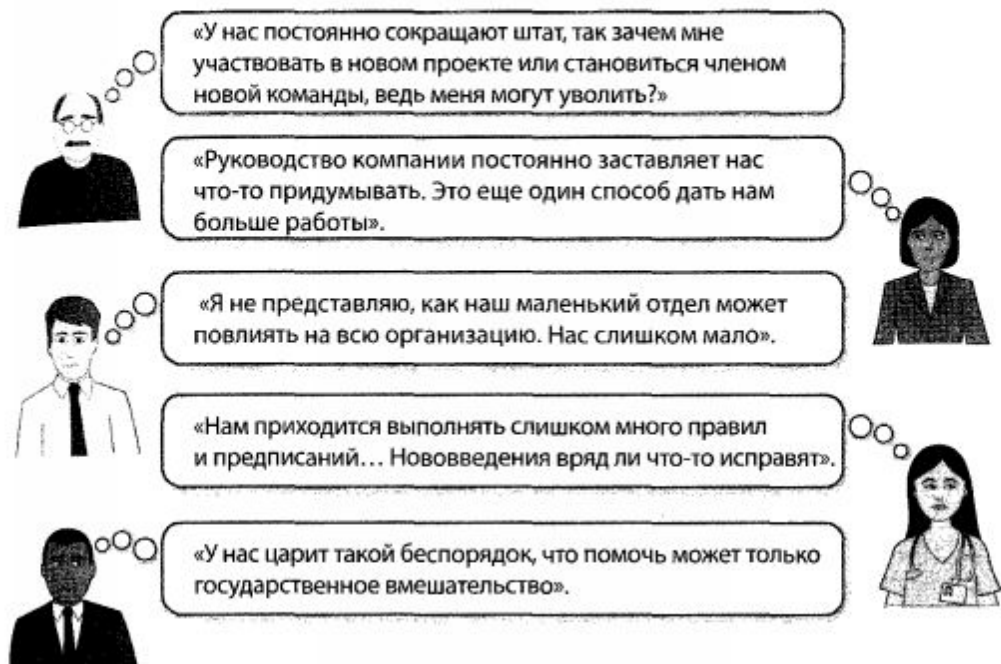 «У нас постоянно сокращают штат, так зачем мне
участвовать в новом проекте или становиться членом
новой команды, ведь меня могут уволить?»
«Руководство компании постоянно заставляет нас
что-то придумывать. Это еще один способ дать нам
больше работы».
«Я не представляю, как наш маленький отдел может
повлиять на всю организацию. Нас слишком мало».
«Нам приходится выполнять слишком много правил
и предписаний... Нововведения вряд ли что-то исправят».
«У нас царит такой беспорядок, что помочь может только
государственное вмешательство».